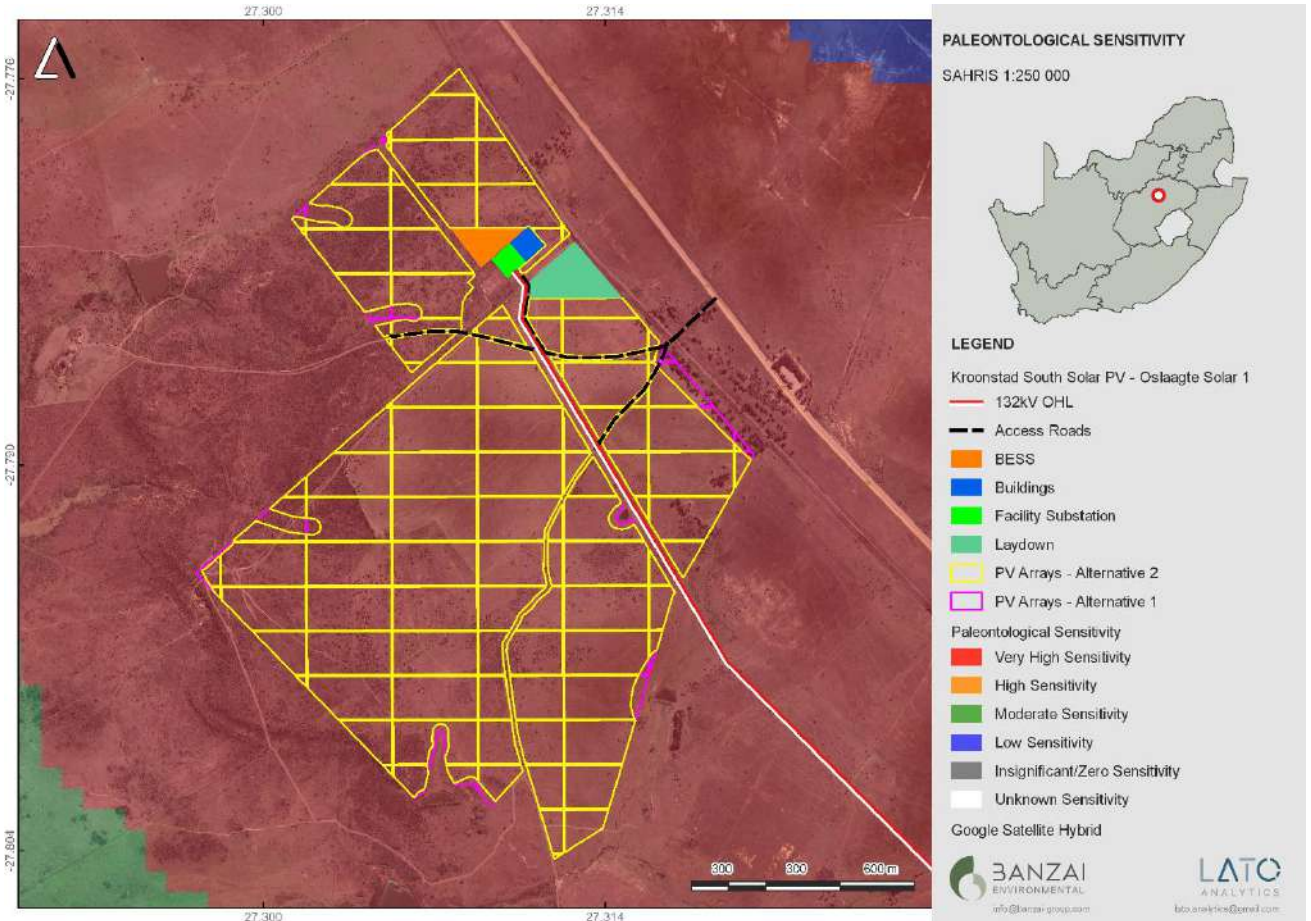 27.300
27.314
-27.776
-27.790
-27.804
27.300
27.314
300
300
600 m
PALEONTOLOGICAL SENSITIVITY
SAHRIS 1:250 000
LEGEND
Kroonstad South Solar PV - Oslaagte Solar 1
132kV OHL
Access Roads
BESS
Buildings
Facility Substation
Laydown
PV Arrays - Alternative 2
PV Arrays - Alternative 1
Paleontological Sensitivity
Very High Sensitivity
High Sensitivity
Moderate Sensitivity
Low Sensitivity
Insignificant/Zero Sensitivity
Unknown Sensitivity
Google Satellite Hybrid
BANZAI
ENVIRONMENTAL
info@banzai-group.com
LATO
ANALYTICS
lato.analytics@gmail.com